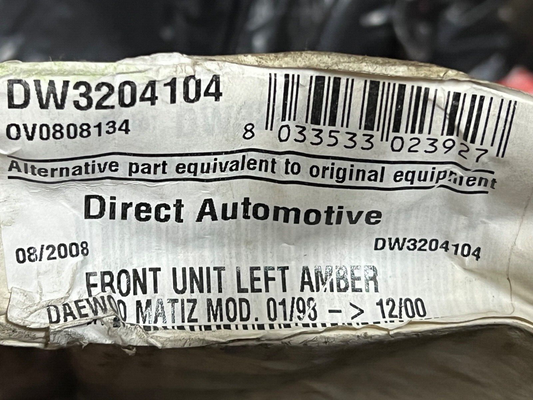 DW3204104
OV0808134
8 033533 023927
Alternative part equivalent to original equipment
Direct Automotive
08/2008
DW3204104
FRONT UNIT LEFT AMBER
DAEWOO MATIZ MOD. 01/98 -> 12/00